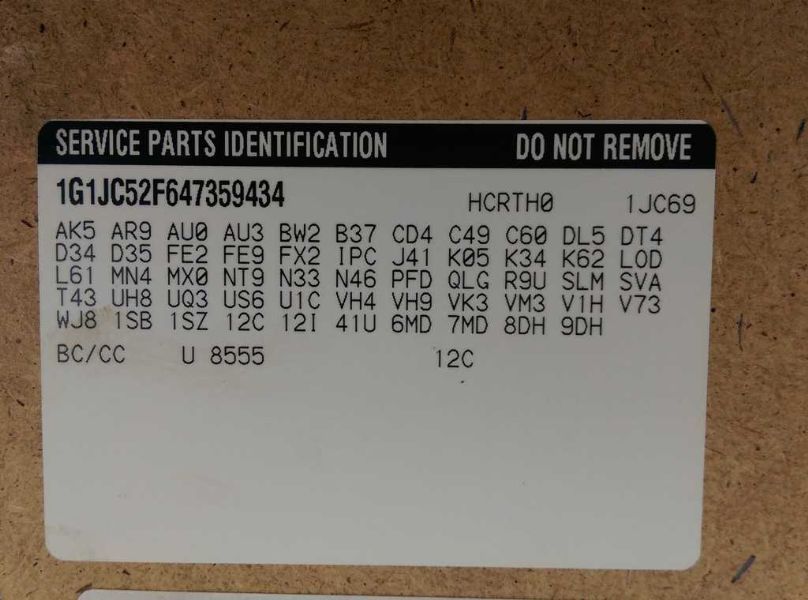 SERVICE PARTS IDENTIFICATION DO NOT REMOVE
1G1JC52F647359434 HCRTH0 1JC69
AK5 AR9 AU0 AU3 BW2 B37 CD4 C49 C60 DL5 DT4
D34 D35 FE2 FE9 FX2 IPC J41 K05 K34 K62 LOD
L61 MN4 MX0 NT9 N33 N46 PFD QLG R9U SLM SVA
T43 UH8 UQ3 US6 U1C VH4 VH9 VK3 VM3 V1H V73
WJ8 1SB 1SZ 12C 12I 41U 6MD 7MD 8DH 9DH
BC/CC U 8555 12C